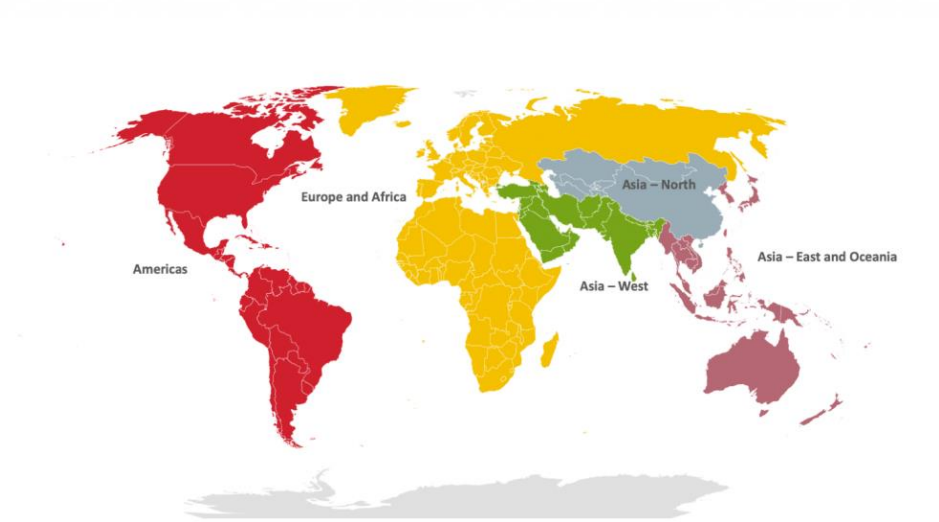 Asia – North
Europe and Africa
Asia – East and Oceania
Americas
Asia – West